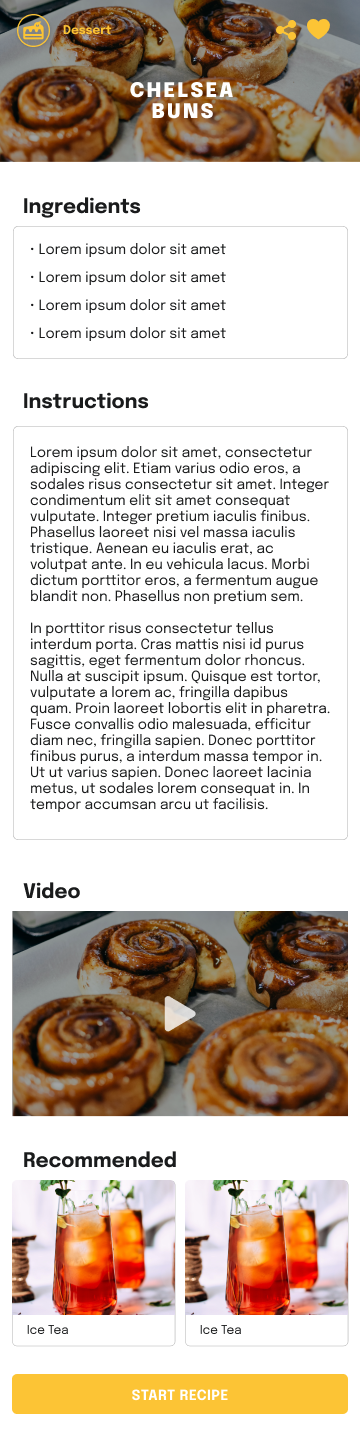 Dessert
CHELSEA
BUNS
Ingredients
• Lorem ipsum dolor sit amet
• Lorem ipsum dolor sit amet
• Lorem ipsum dolor sit amet
• Lorem ipsum dolor sit amet
Instructions
Lorem ipsum dolor sit amet, consectetur
adipiscing elit. Etiam varius odio eros, a
sodales risus consectetur sit amet. Integer
condimentum elit sit amet consequat
vulputate. Integer pretium iaculis finibus.
Phasellus laoreet nisi vel massa iaculis
tristique. Aenean eu iaculis erat, ac
volutpat ante. In eu vehicula lacus. Morbi
dictum porttitor eros, a fermentum augue
blandit non. Phasellus non pretium sem.
In porttitor risus consectetur tellus
interdum porta. Cras mattis nisi id purus
sagittis, eget fermentum dolor rhoncus.
Nulla at suscipit ipsum. Quisque est tortor,
vulputate a lorem ac, fringilla dapibus
quam. Proin laoreet lobortis elit in pharetra.
Fusce convallis odio malesuada, efficitur
diam nec, fringilla sapien. Donec porttitor
finibus purus, a interdum massa tempor in.
Ut ut varius sapien. Donec laoreet lacinia
metus, ut sodales lorem consequat in. In
tempor accumsan arcu ut facilisis.
Video
Recommended
Ice Tea
Ice Tea
START RECIPE